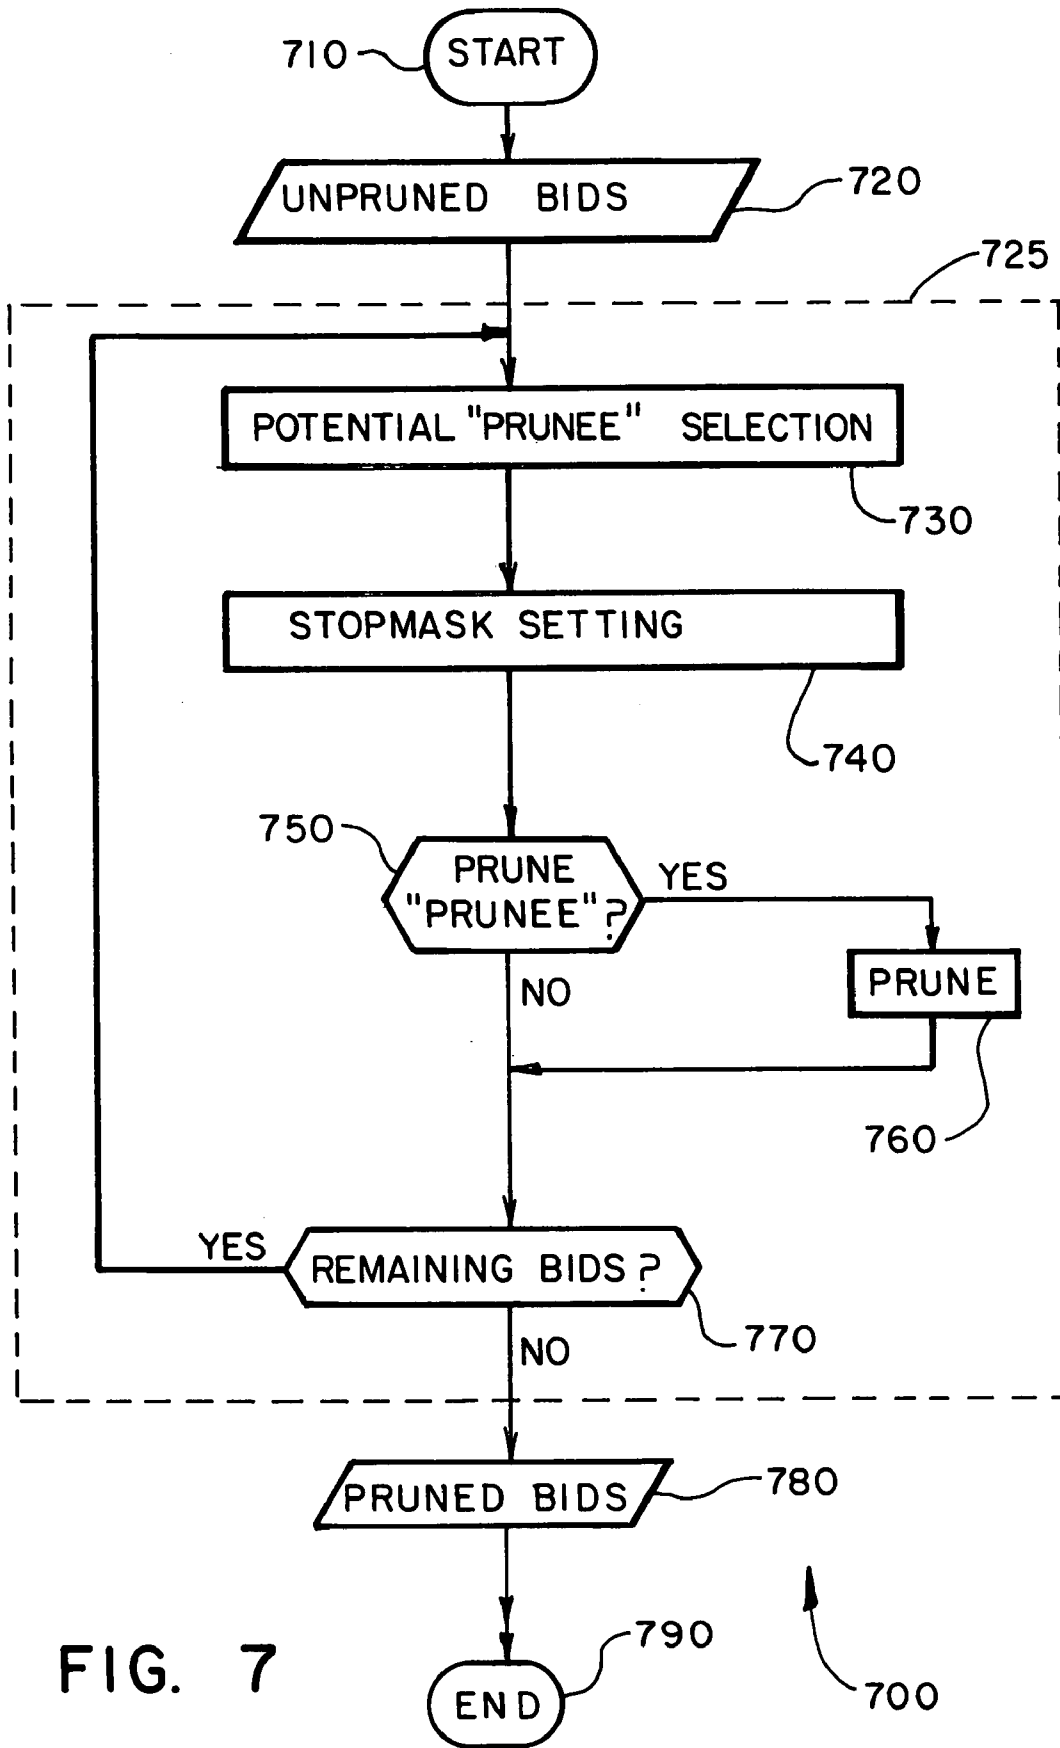 710
START
UNPRUNED BIDS
720
725
POTENTIAL "PRUNEE" SELECTION
730
STOPMASK SETTING
740
750
PRUNE
"PRUNEE"?
YES
NO
PRUNE
760
YES
REMAINING BIDS?
770
NO
PRUNED BIDS
780
790
END
700
FIG. 7